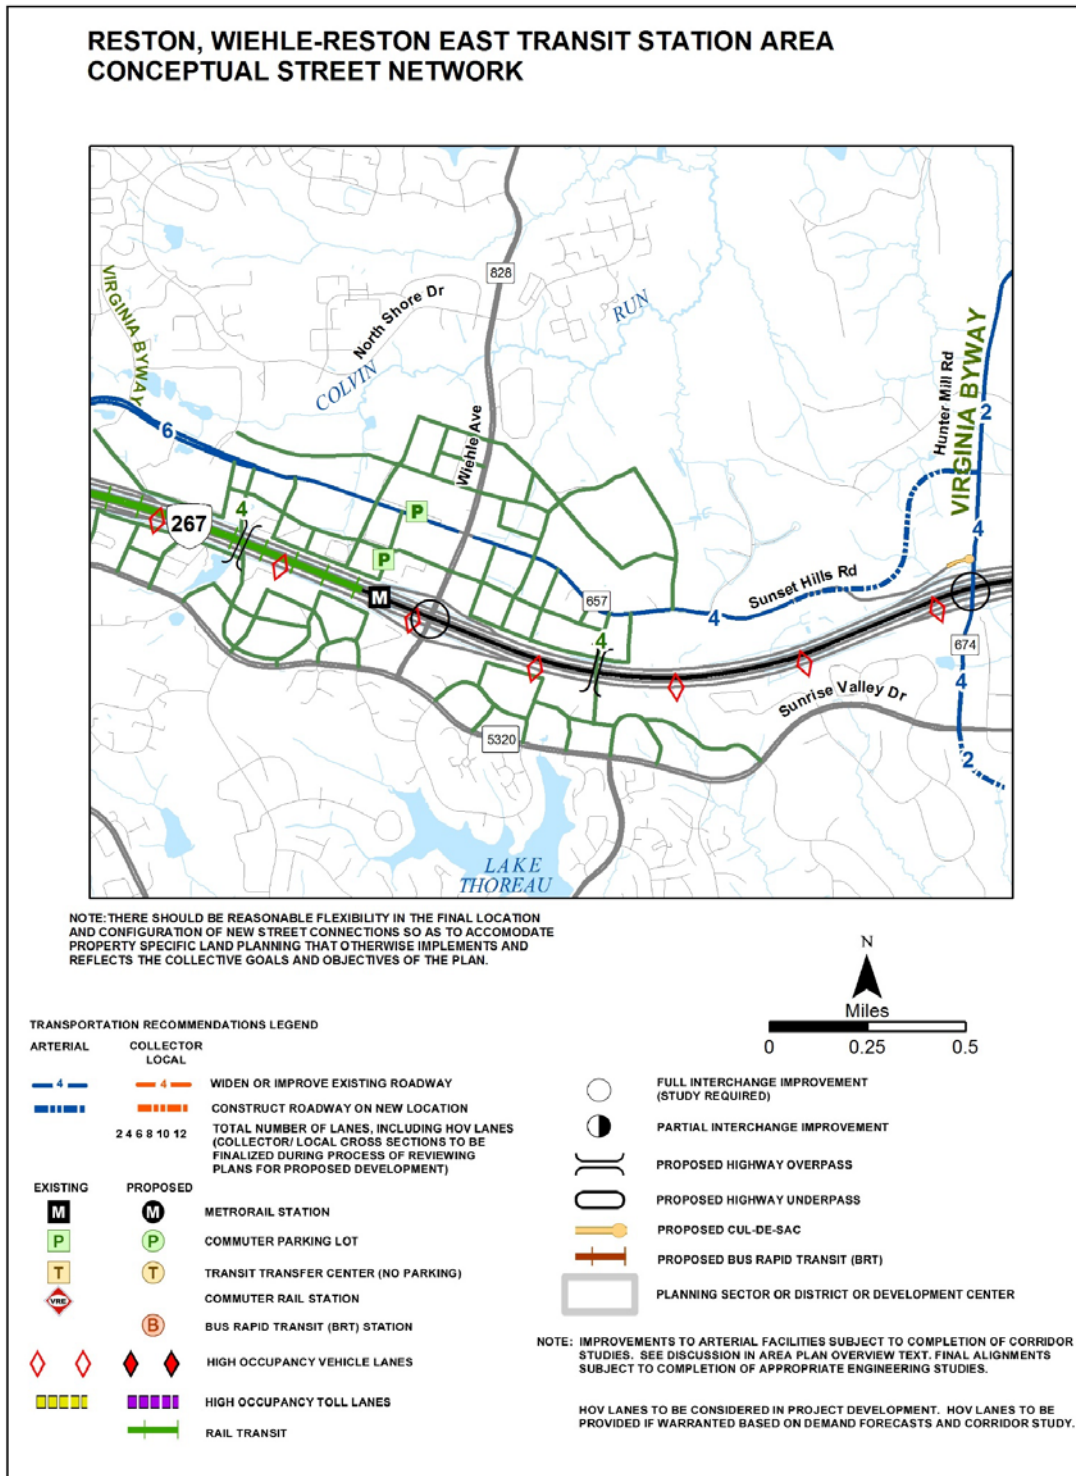 RESTON, WIEHLE-RESTON EAST TRANSIT STATION AREA
CONCEPTUAL STREET NETWORK
828
VIRGINIA BYWAY
North Shore Dr
RUN
COLVIN
Hunter Mill Rd
VIRGINIA BYWAY
2
6
Wiehle Ave
P
4
267
4
P
M
Sunset Hills Rd
657
4
4
674
4
Sunrise Valley Dr
5320
2
LAKE
THOREAU
NOTE: THERE SHOULD BE REASONABLE FLEXIBILITY IN THE FINAL LOCATION
AND CONFIGURATION OF NEW STREET CONNECTIONS SO AS TO ACCOMODATE
PROPERTY SPECIFIC LAND PLANNING THAT OTHERWISE IMPLEMENTS AND
REFLECTS THE COLLECTIVE GOALS AND OBJECTIVES OF THE PLAN.
N
Miles
0 0.25 0.5
TRANSPORTATION RECOMMENDATIONS LEGEND
ARTERIAL
COLLECTOR
LOCAL
4 4 WIDEN OR IMPROVE EXISTING ROADWAY
CONSTRUCT ROADWAY ON NEW LOCATION
2 4 6 8 10 12 TOTAL NUMBER OF LANES, INCLUDING HOV LANES
(COLLECTOR/ LOCAL CROSS SECTIONS TO BE
FINALIZED DURING PROCESS OF REVIEWING
PLANS FOR PROPOSED DEVELOPMENT)
EXISTING PROPOSED
M M METRORAIL STATION
P P COMMUTER PARKING LOT
T T TRANSIT TRANSFER CENTER (NO PARKING)
VRE COMMUTER RAIL STATION
B BUS RAPID TRANSIT (BRT) STATION
HIGH OCCUPANCY VEHICLE LANES
HIGH OCCUPANCY TOLL LANES
RAIL TRANSIT
FULL INTERCHANGE IMPROVEMENT
(STUDY REQUIRED)
PARTIAL INTERCHANGE IMPROVEMENT
PROPOSED HIGHWAY OVERPASS
PROPOSED HIGHWAY UNDERPASS
PROPOSED CUL-DE-SAC
PROPOSED BUS RAPID TRANSIT (BRT)
PLANNING SECTOR OR DISTRICT OR DEVELOPMENT CENTER
NOTE: IMPROVEMENTS TO ARTERIAL FACILITIES SUBJECT TO COMPLETION OF CORRIDOR
STUDIES. SEE DISCUSSION IN AREA PLAN OVERVIEW TEXT. FINAL ALIGNMENTS
SUBJECT TO COMPLETION OF APPROPRIATE ENGINEERING STUDIES.
HOV LANES TO BE CONSIDERED IN PROJECT DEVELOPMENT. HOV LANES TO BE
PROVIDED IF WARRANTED BASED ON DEMAND FORECASTS AND CORRIDOR STUDY.